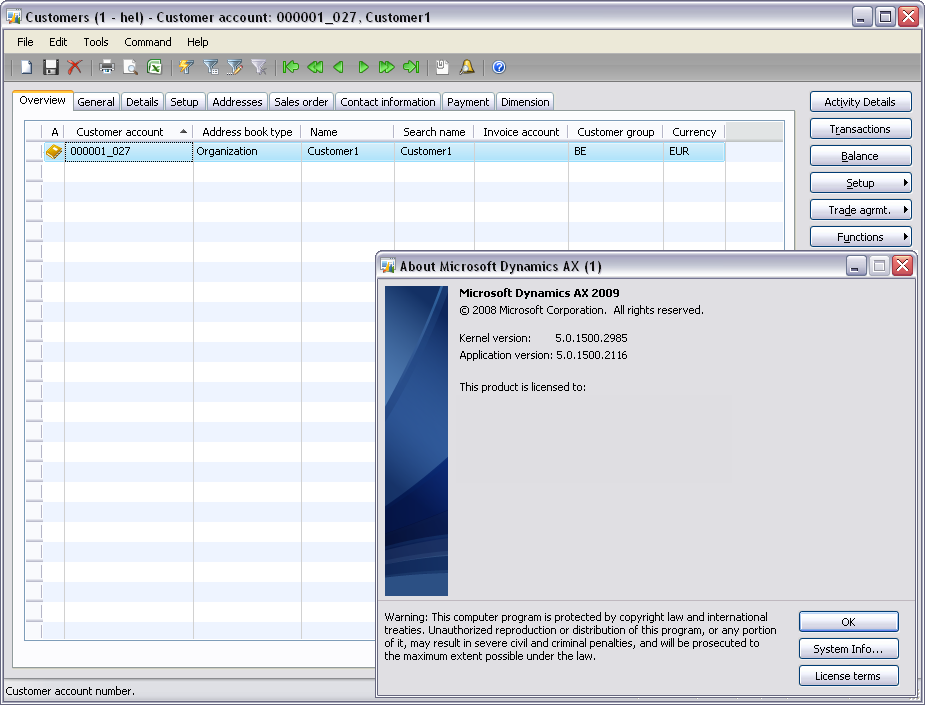 Customers (1 - hel) - Customer account: 000001_027, Customer1
File Edit Tools Command Help
Overview General Details Setup Addresses Sales order Contact information Payment Dimension
A Customer account Address book type Name Search name Invoice account Customer group Currency
000001_027 Organization Customer1 Customer1 BE EUR
Activity Details
Transactions
Balance
Setup
Trade agrmt.
Functions
About Microsoft Dynamics AX (1)
Microsoft Dynamics AX 2009
© 2008 Microsoft Corporation. All rights reserved.
Kernel version: 5.0.1500.2985
Application version: 5.0.1500.2116
This product is licensed to:
Warning: This computer program is protected by copyright law and international
treaties. Unauthorized reproduction or distribution of this program, or any portion
of it, may result in severe civil and criminal penalties, and will be prosecuted to
the maximum extent possible under the law.
OK
System Info...
License terms
Customer account number.